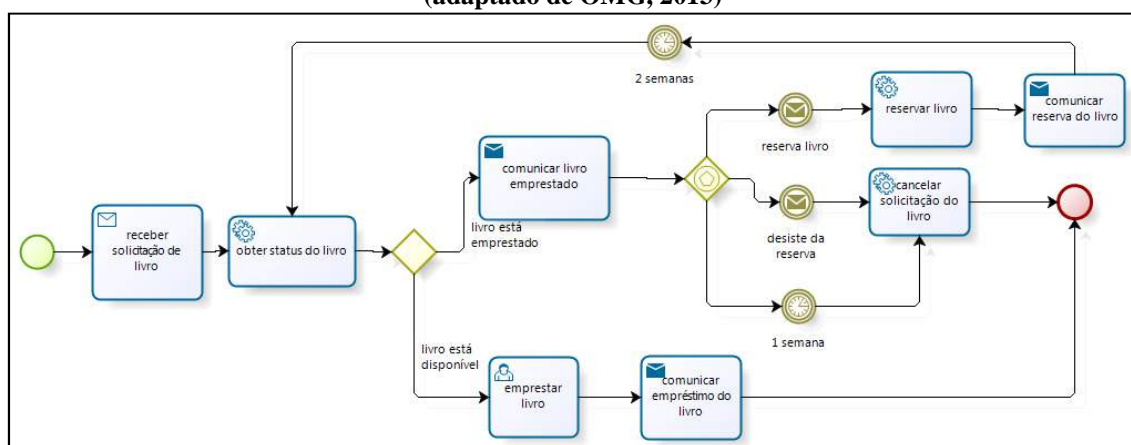 (adaptado de OMG, 2013)
2 semanas
reservar livro
comunicar
reserva do livro
reserva livro
comunicar livro
emprestado
cancelar
solicitação do
livro
livro está
emprestado
desiste da
reserva
receber
solicitação de
livro
obter status do livro
1 semana
livro está
disponível
emprestar
livro
comunicar
empréstimo do
livro